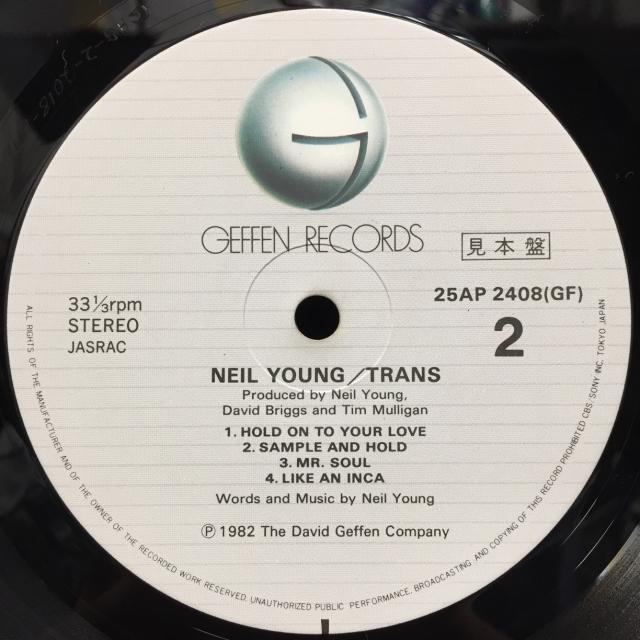 GEFFEN RECORDS
見本盤
33⅓rpm
STEREO
JASRAC
25AP 2408(GF)
2
NEIL YOUNG/TRANS
Produced by Neil Young,
David Briggs and Tim Mulligan
1. HOLD ON TO YOUR LOVE
2. SAMPLE AND HOLD
3. MR. SOUL
4. LIKE AN INCA
Words and Music by Neil Young
Ⓟ 1982 The David Geffen Company
ALL RIGHTS OF THE MANUFACTURER AND OF THE OWNER OF THE RECORDED WORK RESERVED. UNAUTHORIZED PUBLIC PERFORMANCE, BROADCASTING AND COPYING OF THIS RECORD PROHIBITED CBS/SONY INC. TOKYO JAPAN